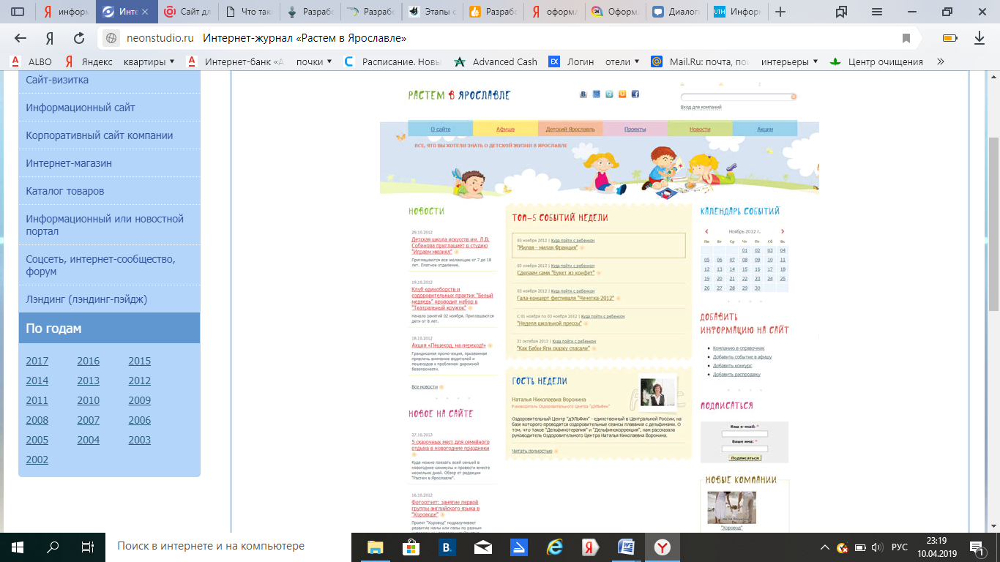 информ
Инте
Сайт дл
Что так
Разраб
Разраб
Этапы с
Разраб
оформл
Оформ.
Диалог
Информ
neonstudio.ru Интернет-журнал «Растем в Ярославле»
ALBO
Яндекс
квартиры
Интернет-банк «А
почки
Расписание. Новы
Advanced Cash
Логин
отели
Mail.Ru: почта, пои
интерьеры
Центр очищения
Сайт-визитка
Информационный сайт
Корпоративный сайт компании
Интернет-магазин
Каталог товаров
Информационный или новостной
портал
Соцсеть, интернет-сообщество,
форум
Лэндинг (лэндинг-пэйдж)
По годам
2017 2016 2015
2014 2013 2012
2011 2010 2009
2008 2007 2006
2005 2004 2003
2002
РАСТЕМ В ЯРОСЛАВЛЕ
Вход для компаний
О сайте
Афиша
Детский Ярославль
Проекты
Новости
Акции
ВСЕ, ЧТО ВЫ ХОТЕЛИ ЗНАТЬ О ДЕТСКОЙ ЖИЗНИ В ЯРОСЛАВЛЕ
НОВОСТИ
29.10.2012
Детская школа искусств им. Л.В.
Собинова приглашает в студию
"Играем мюзикл"
Приглашаются все желающие от 7 до 18
лет. Платное отделение.
19.10.2012
Клуб единоборств и
оздоровительных практик "Белый
медведь" проводит набор в
"Театральный кружок"
Начало занятий 02 ноября. Приглашаются
дети от 8 лет.
18.10.2012
Акция «Пешеход, на переход!»
Грандиозная промо-акция, призванная
привлечь внимание водителей и
пешеходов к проблемам дорожной
безопасности.
Все новости
НОВОЕ НА САЙТЕ
27.10.2012
5 сказочных мест для семейного
отдыха в новогодние праздники
Куда можно поехать всей семьей в
новогодние каникулы и провести вместе
несколько дней. Обзор от редакции
"Растем в Ярославле".
16.10.2012
Фотоотчет: занятие первой
группы английского языка в
"Хороводе"
Проект "Хоровод" подразумевает
развитие мамы или папы по разным
ТОП-5 СОБЫТИЙ НЕДЕЛИ
03 ноября 2012 | Куда пойти с ребенком
"Милая - милая Франция"
03 ноября 2012 | Куда пойти с ребенком
Сделаем сами "Букет из конфет"
03 ноября 2012 | Куда пойти с ребенком
Гала-концерт фестиваля "Чечетка-2012"
С 01 ноября по 03 ноября 2012 | Куда пойти с ребенком
"Неделя школьной прессы"
31 октября 2012 | Куда пойти с ребенком
"Как Бабы-Яги сказку спасали"
ГОСТЬ НЕДЕЛИ
Наталья Николаевна Воронина
Руководитель Оздоровительного Центра "дЭЛЬФин"
Оздоровительный Центр "дЭЛЬФин" - единственный в Центральной России, на
базе которого проводятся оздоровительные сеансы плавания с дельфинами. О
том, что такое "Дельфинотерапия" и "Дельфинокоррекция", нам рассказала
руководитель Оздоровительного Центра Наталья Николаевна Воронина.
Читать полностью
КАЛЕНДАРЬ СОБЫТИЙ
Ноябрь 2012 г.
Пн Вт Ср Чт Пт Сб Вс
01 02 03 04
05 06 07 08 09 10 11
12 13 14 15 16 17 18
19 20 21 22 23 24 25
26 27 28 29 30
ДОБАВИТЬ
ИНФОРМАЦИЮ НА САЙТ
Компанию в справочник
Добавить событие в афишу
Добавить конкурс
Добавить распродажу
ПОДПИСАТЬСЯ
Ваш e-mail: *
Ваше имя: *
Подписаться
НОВЫЕ КОМПАНИИ
"Хоровод"
Поиск в интернете и на компьютере
РУС
23:19
10.04.2019
1